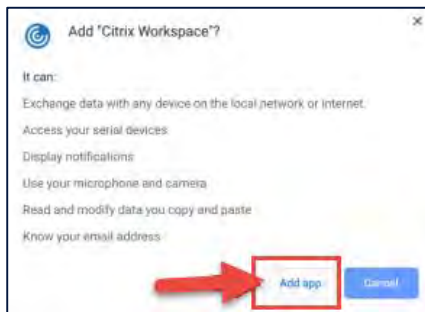 Add "Citrix Workspace"?
It can:
Exchange data with any device on the local network or internet.
Access your serial devices
Display notifications
Use your microphone and camera
Read and modify data you copy and paste
Know your email address
Add app
Cancel